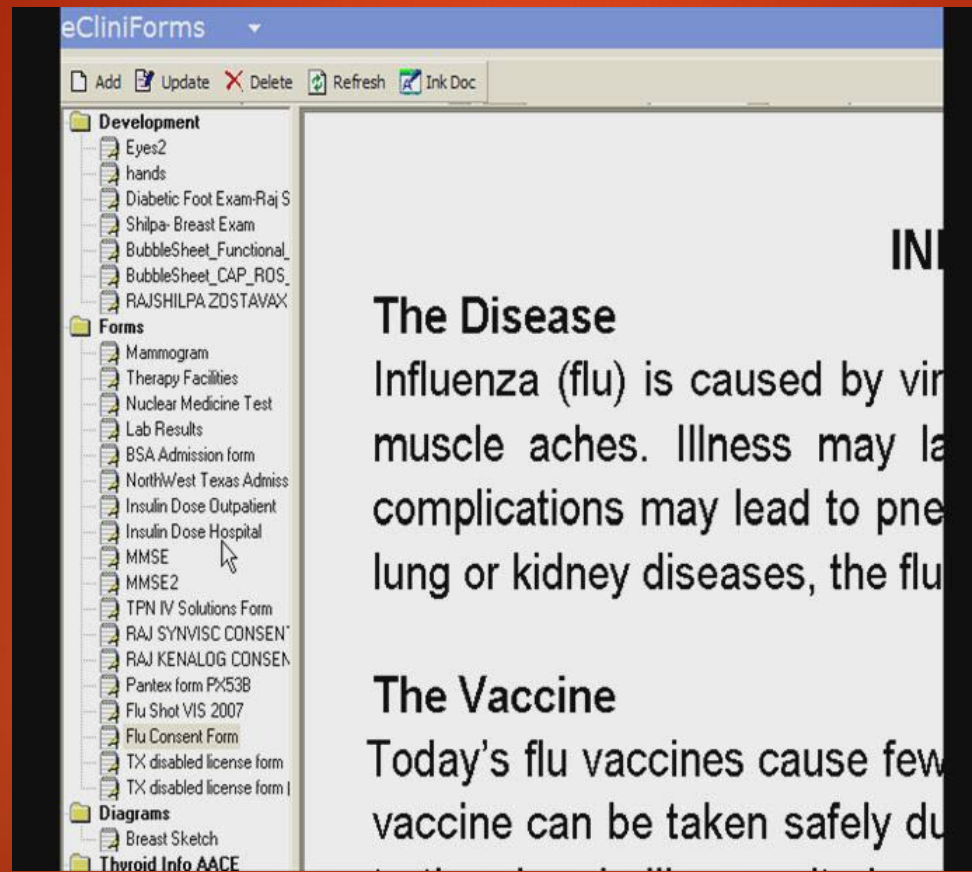 eCliniForms
Add Update Delete Refresh Ink Doc
Development
Eyes2
hands
Diabetic Foot Exam-Raj S
Shilpa- Breast Exam
BubbleSheet_Functional_
BubbleSheet_CAP_ROS_
RAJSHILPA ZOSTAVAX
Forms
Mammogram
Therapy Facilities
Nuclear Medicine Test
Lab Results
BSA Admission form
NorthWest Texas Admiss
Insulin Dose Outpatient
Insulin Dose Hospital
MMSE
MMSE2
TPN IV Solutions Form
RAJ SYNVISC CONSENT
RAJ KENALOG CONSEN
Pantex form PX53B
Flu Shot VIS 2007
Flu Consent Form
TX disabled license form
TX disabled license form
Diagrams
Breast Sketch
Thyroid Info AACE
The Disease
Influenza (flu) is caused by vir
muscle aches. Illness may la
complications may lead to pne
lung or kidney diseases, the flu
The Vaccine
Today's flu vaccines cause few
vaccine can be taken safely du